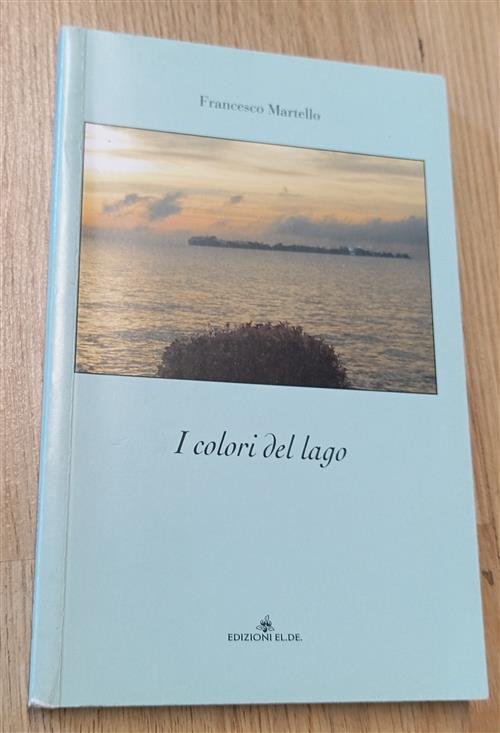 Francesco Martello
I colori del lago
EDIZIONI EL.DE.